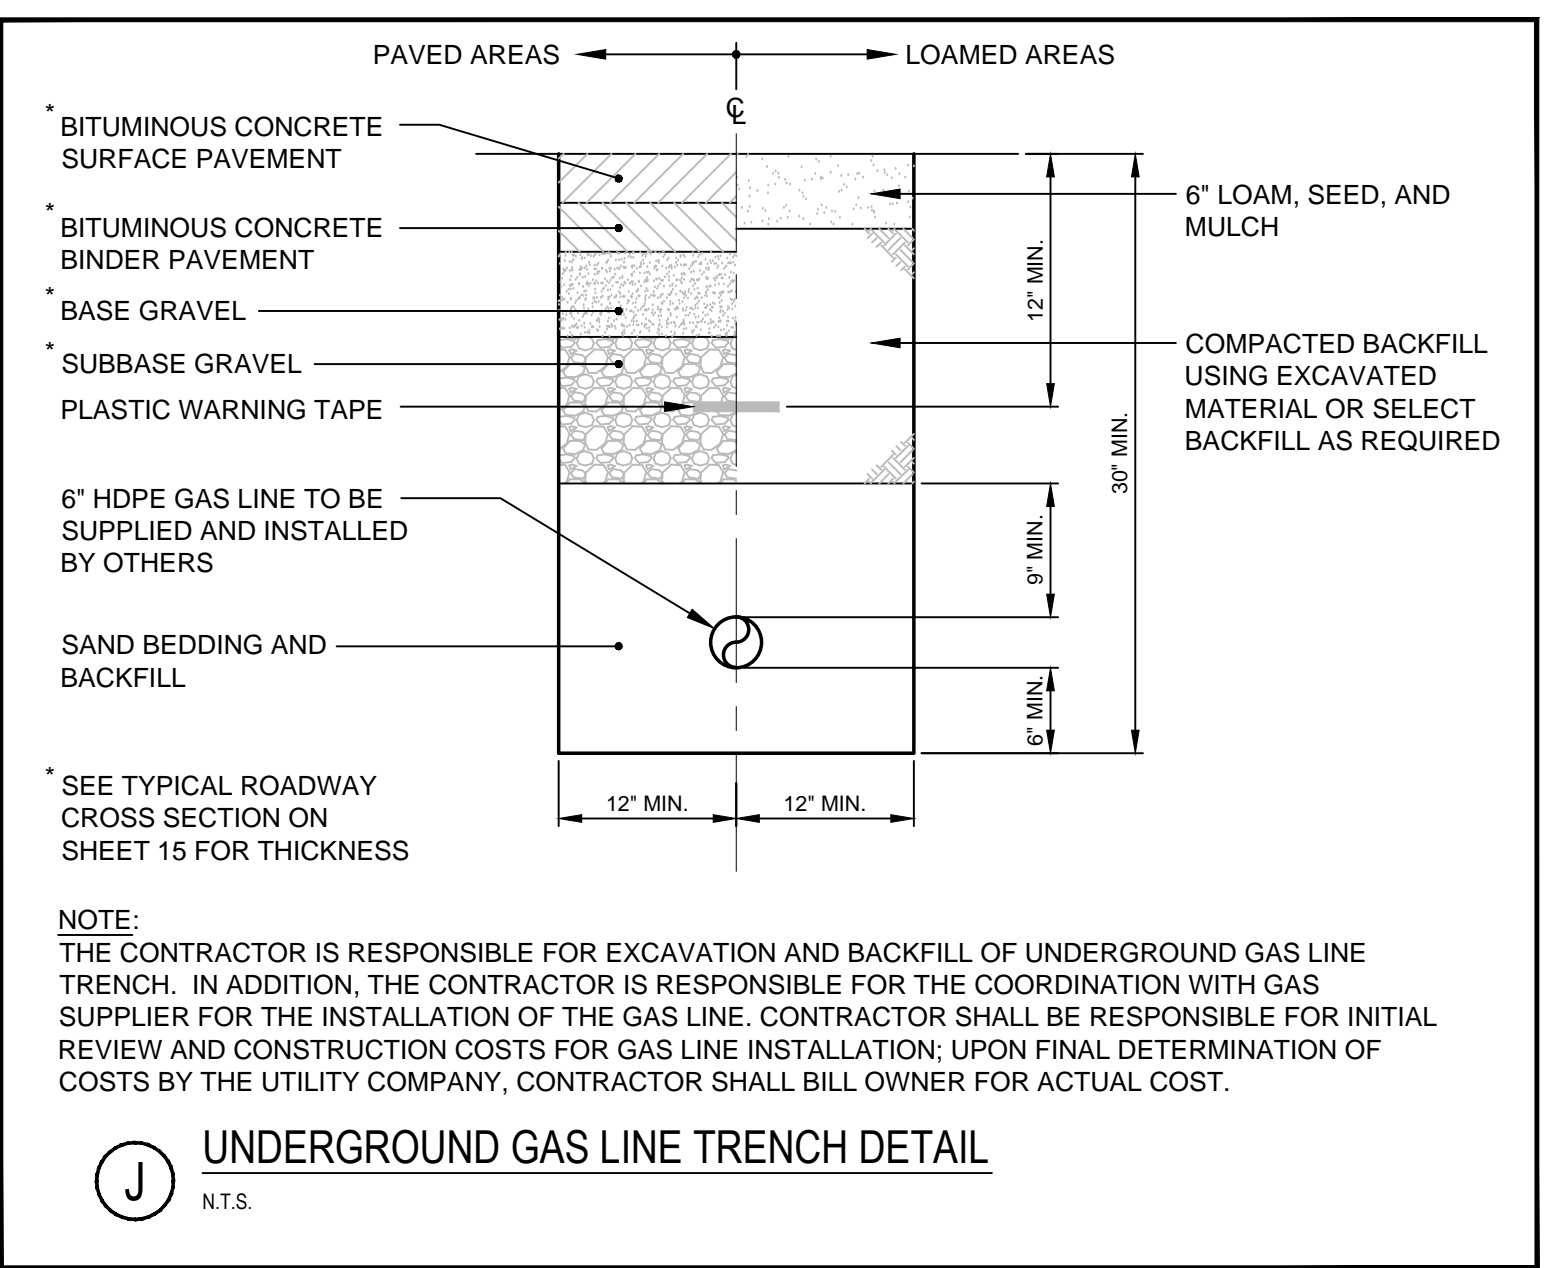 PAVED AREAS
LOAMED AREAS
℄
* BITUMINOUS CONCRETE
SURFACE PAVEMENT
* BITUMINOUS CONCRETE
BINDER PAVEMENT
* BASE GRAVEL
* SUBBASE GRAVEL
PLASTIC WARNING TAPE
6" HDPE GAS LINE TO BE
SUPPLIED AND INSTALLED
BY OTHERS
SAND BEDDING AND
BACKFILL
* SEE TYPICAL ROADWAY
CROSS SECTION ON
SHEET 15 FOR THICKNESS
6" LOAM, SEED, AND
MULCH
COMPACTED BACKFILL
USING EXCAVATED
MATERIAL OR SELECT
BACKFILL AS REQUIRED
12" MIN.
30" MIN.
9" MIN.
6" MIN.
12" MIN.
12" MIN.
NOTE:
THE CONTRACTOR IS RESPONSIBLE FOR EXCAVATION AND BACKFILL OF UNDERGROUND GAS LINE
TRENCH. IN ADDITION, THE CONTRACTOR IS RESPONSIBLE FOR THE COORDINATION WITH GAS
SUPPLIER FOR THE INSTALLATION OF THE GAS LINE. CONTRACTOR SHALL BE RESPONSIBLE FOR INITIAL
REVIEW AND CONSTRUCTION COSTS FOR GAS LINE INSTALLATION; UPON FINAL DETERMINATION OF
COSTS BY THE UTILITY COMPANY, CONTRACTOR SHALL BILL OWNER FOR ACTUAL COST.
J
UNDERGROUND GAS LINE TRENCH DETAIL
N.T.S.